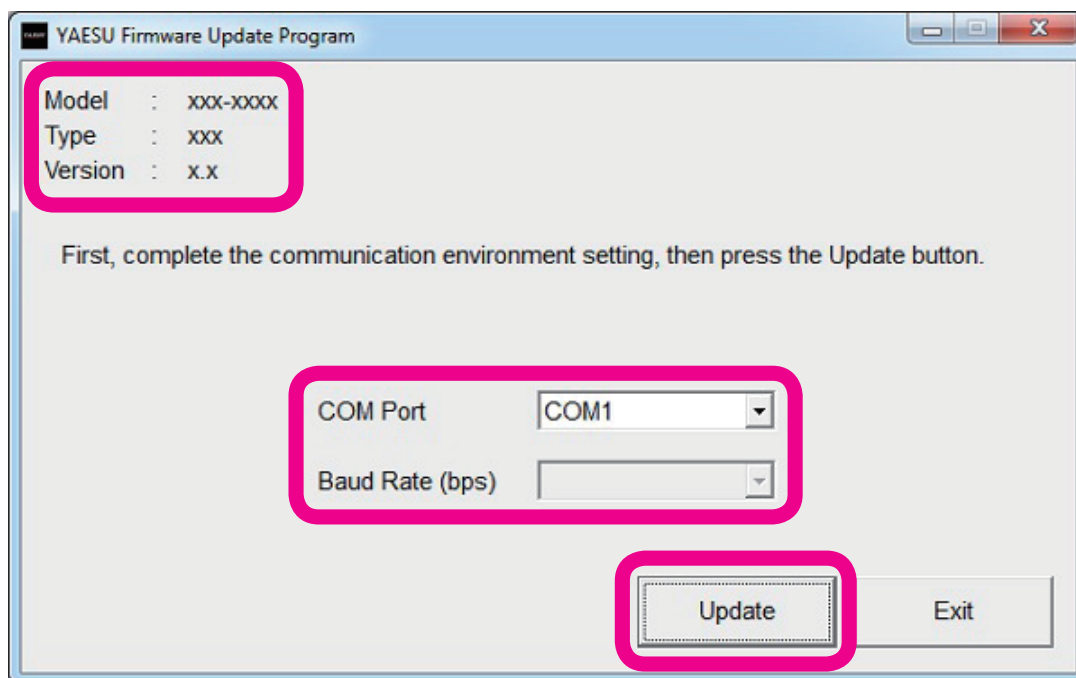 YAESU Firmware Update Program
Model : xxx-xxxx
Type : xxx
Version : x.x
First, complete the communication environment setting, then press the Update button.
COM Port COM1
Baud Rate (bps)
Update Exit